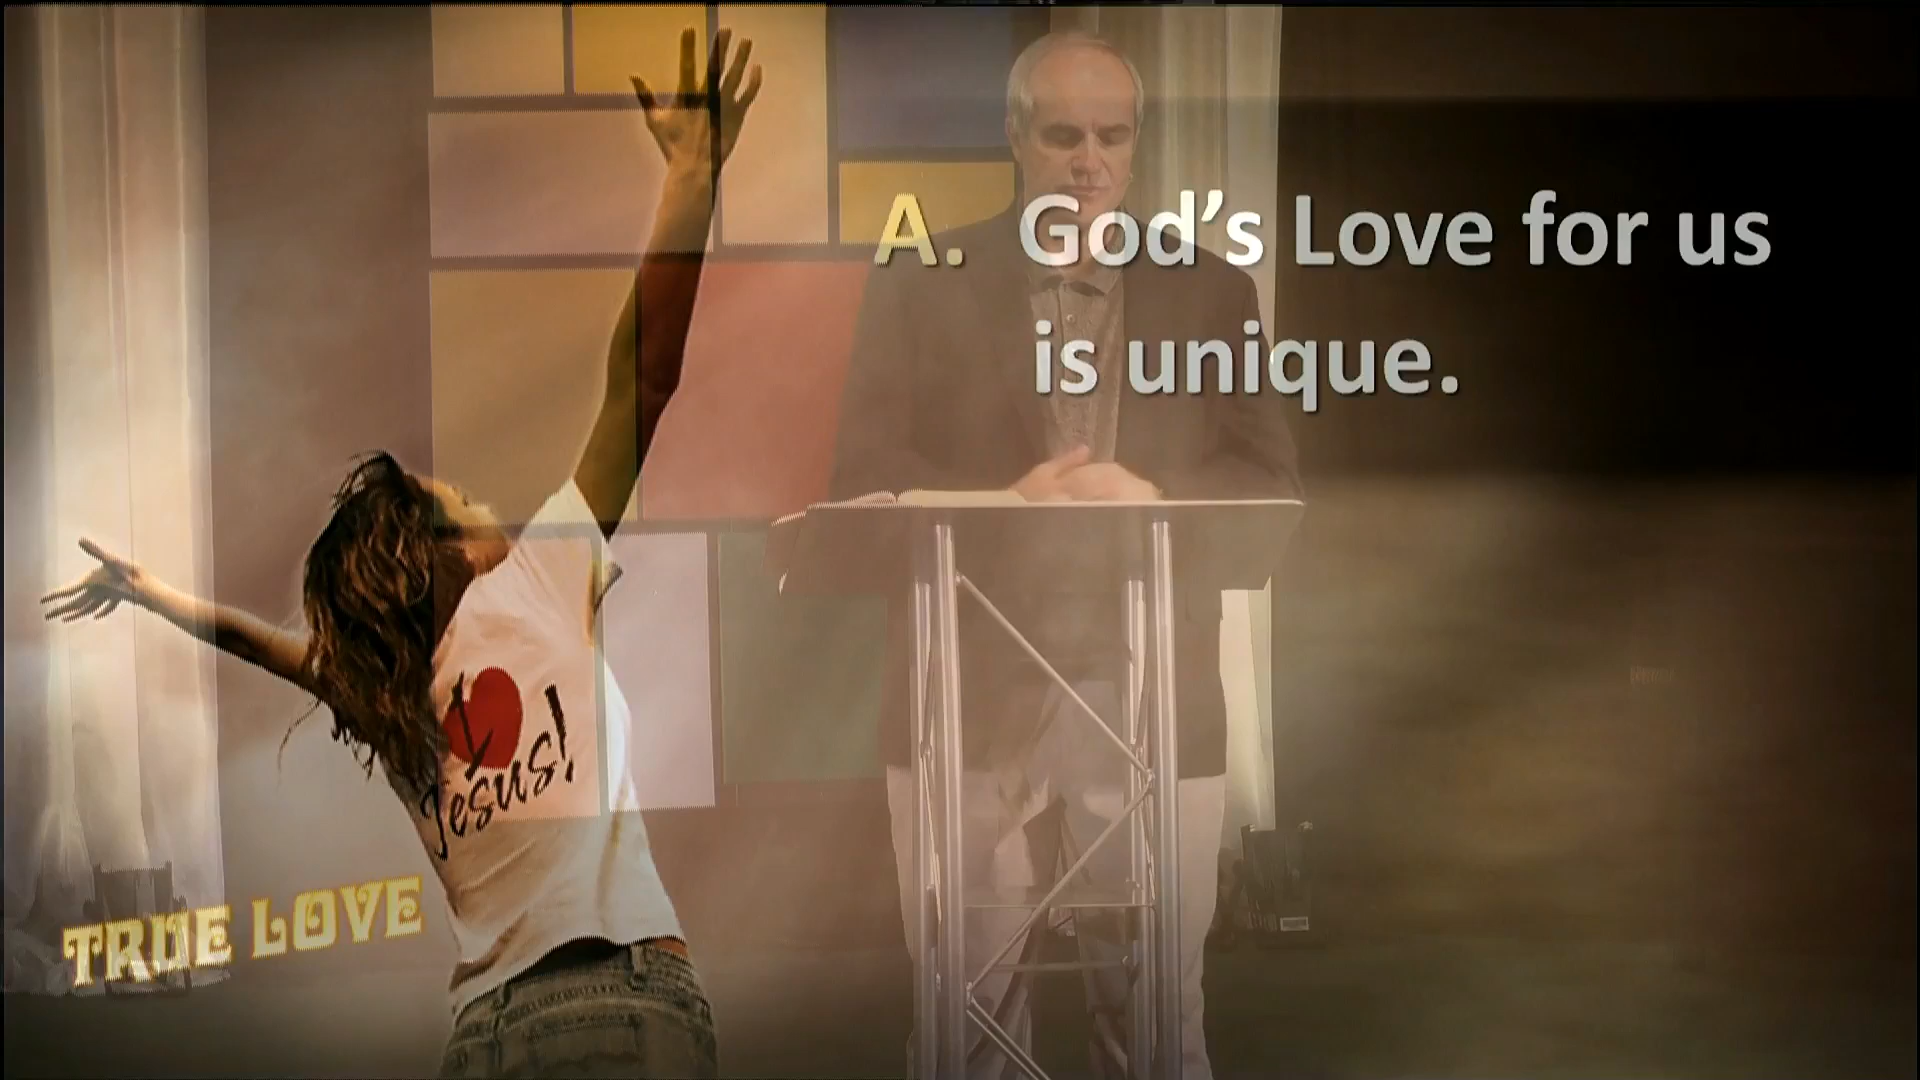 A. God’s Love for us
is unique.
I
Jesus!
TRUE LOVE